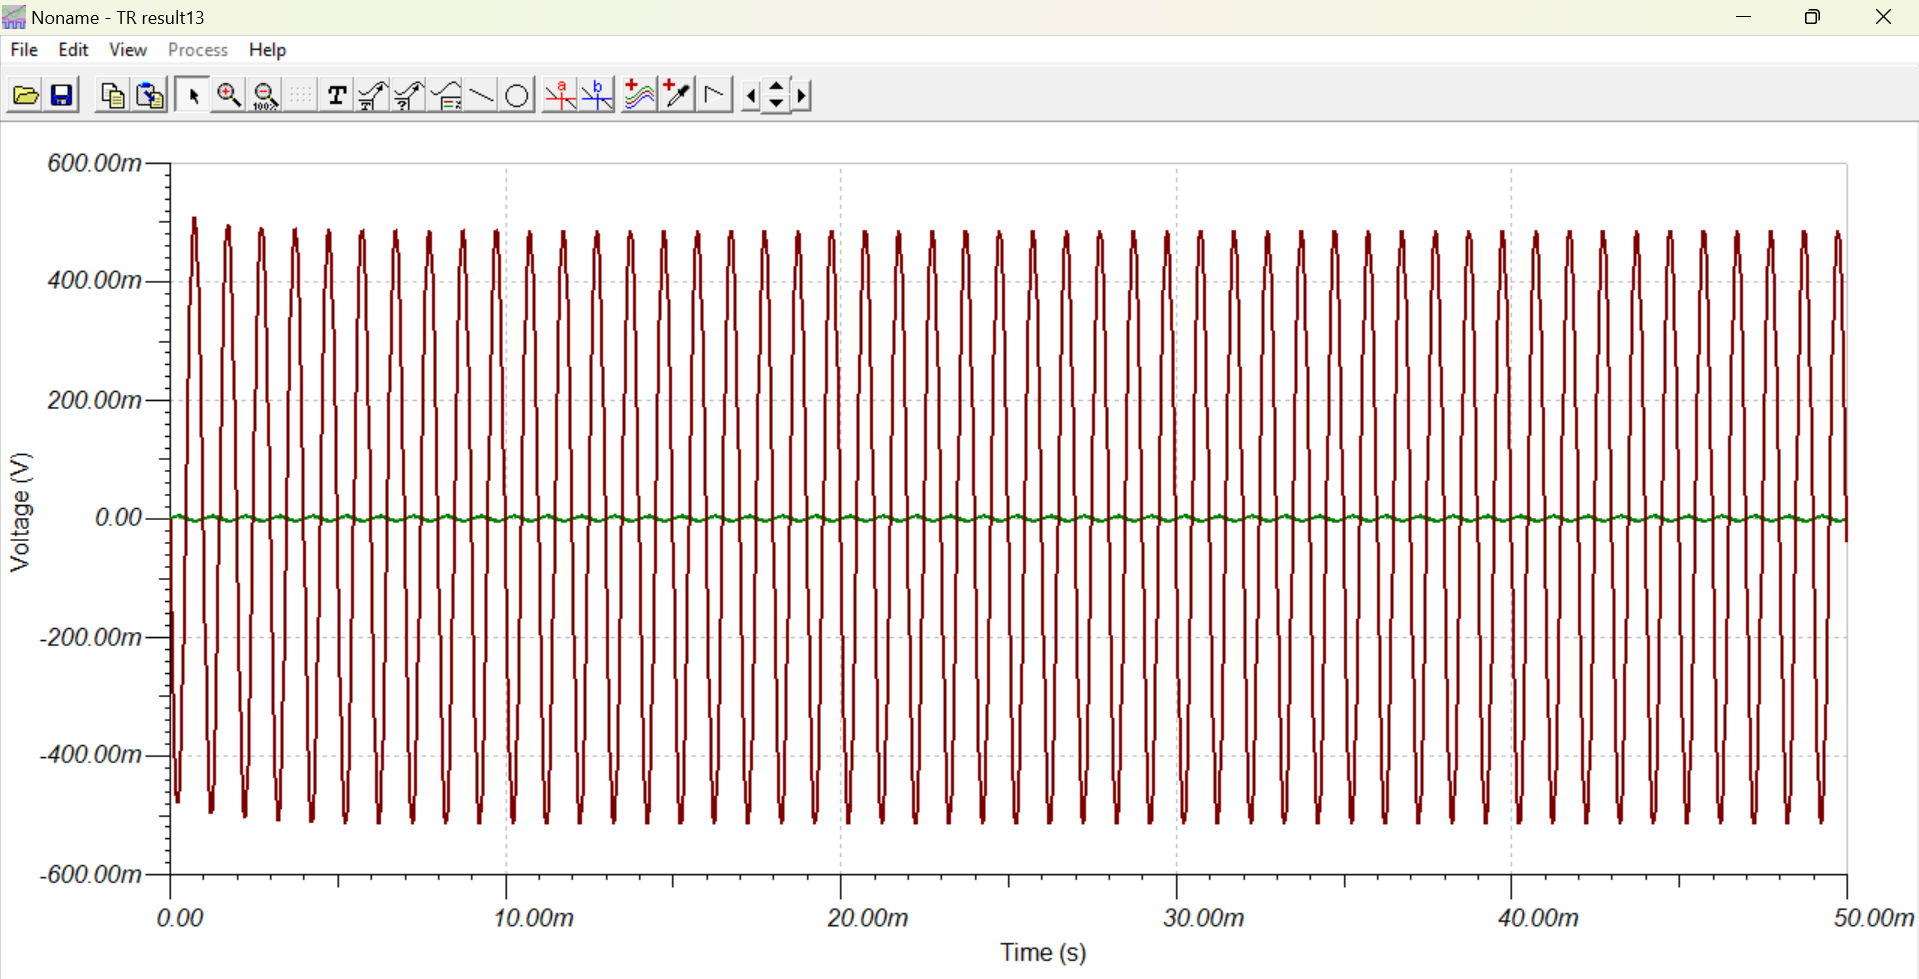 Noname - TR result13
File Edit View Process Help
100% T T ? a b
600.00m
400.00m
200.00m
0.00
-200.00m
-400.00m
-600.00m
Voltage (V)
0.00 10.00m 20.00m 30.00m 40.00m 50.00m
Time (s)